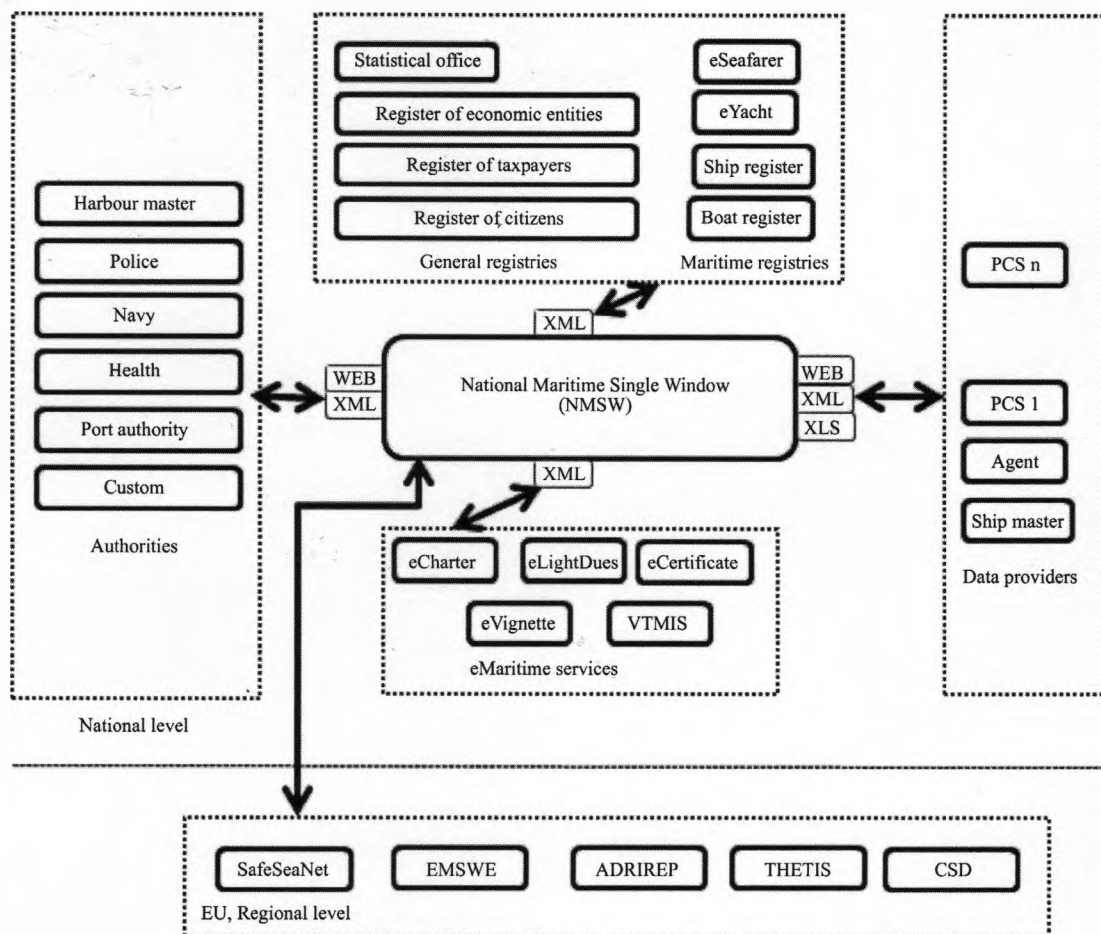 Statistical office
Register of economic entities
Register of taxpayers
Register of citizens
General registries
eSeafarer
eYacht
Ship register
Boat register
Maritime registries
Harbour master
Police
Navy
Health
Port authority
Custom
Authorities
National level
XML
WEB
XML
National Maritime Single Window
(NMSW)
WEB
XML
XLS
XML
PCS n
PCS 1
Agent
Ship master
Data providers
eCharter
eLightDues
eCertificate
eVignette
VTMIS
eMaritime services
SafeSeaNet
EMSWE
ADRIREP
THETIS
CSD
EU, Regional level